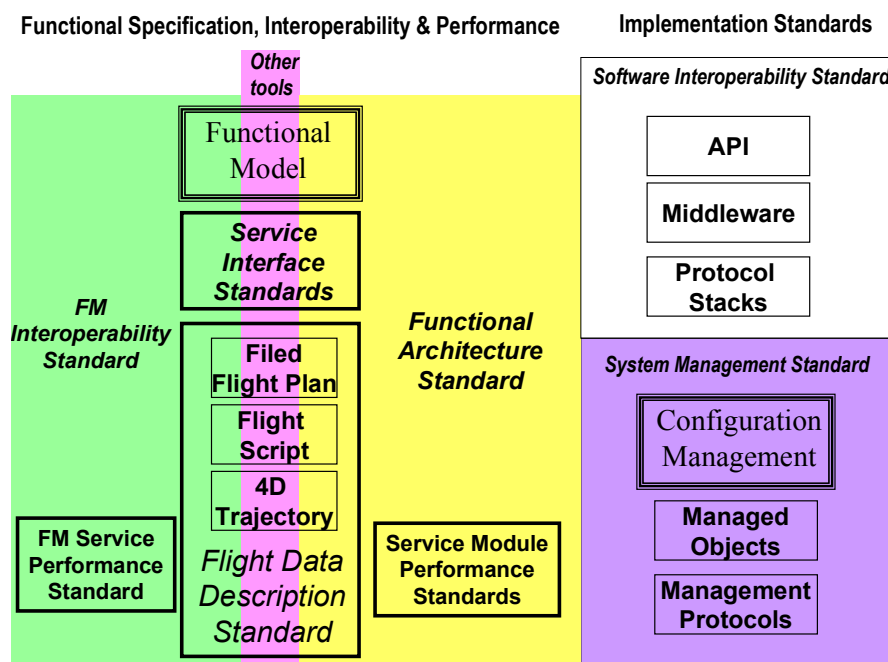 Functional Specification, Interoperability & Performance
Implementation Standards
Other
tools
Functional
Model
Service
Interface
Standards
FM
Interoperability
Standard
Filed
Flight Plan
Flight
Script
4D
Trajectory
Flight Data
Description
Standard
FM Service
Performance
Standard
Functional
Architecture
Standard
Service Module
Performance
Standards
Software Interoperability Standard
API
Middleware
Protocol
Stacks
System Management Standard
Configuration
Management
Managed
Objects
Management
Protocols